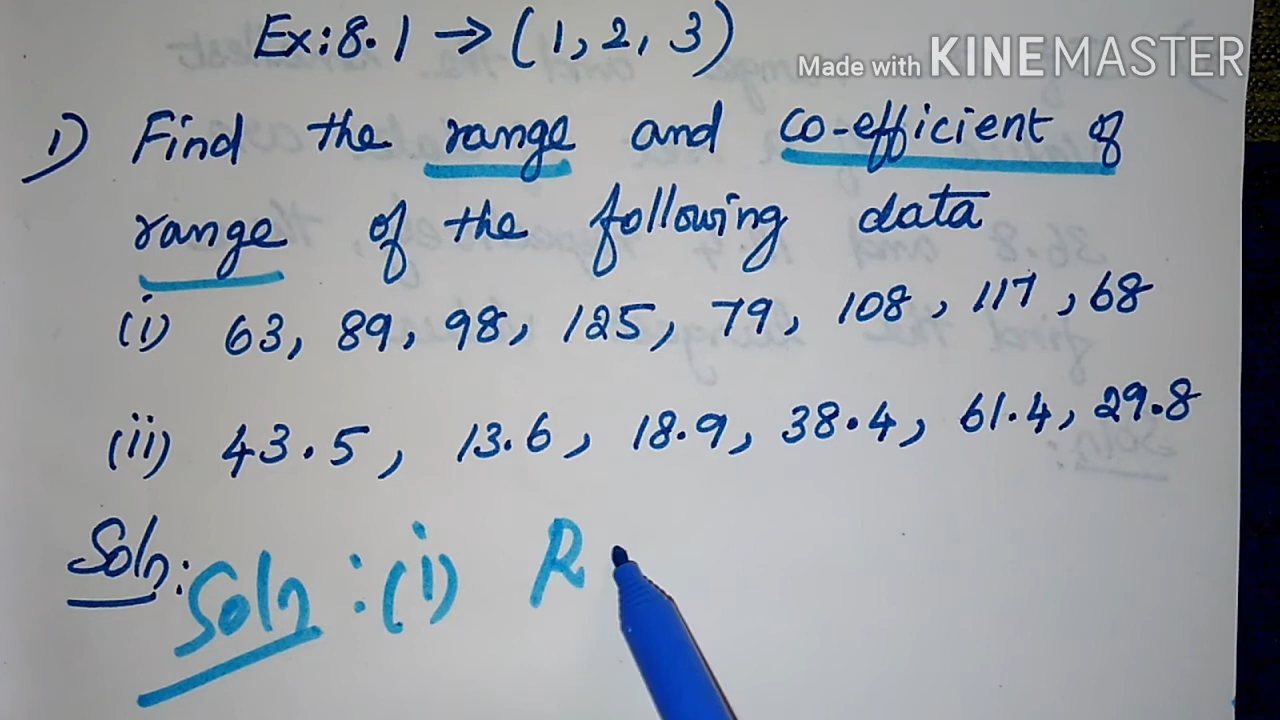 Ex:8.1 → (1, 2, 3)
Made with KINEMASTER
1) Find the range and co-efficient of
range of the following data
(i) 63, 89, 98, 125, 79, 108, 117, 68
(ii) 43.5, 13.6, 18.9, 38.4, 61.4, 29.8
Soln:
Soln : (i) R